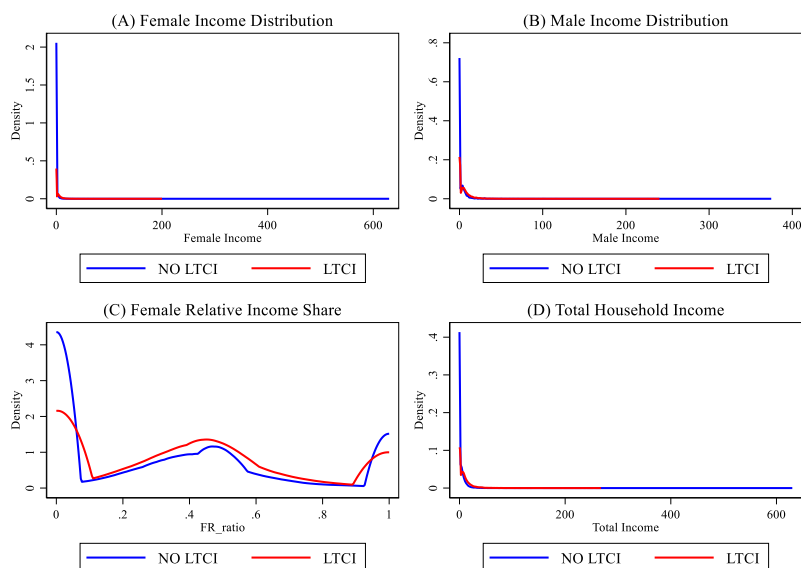 (A) Female Income Distribution
Density
2
1.5
1
.5
0
0 200 400 600
Female Income
NO LTCI LTCI
(B) Male Income Distribution
Density
.8
.6
.4
.2
0
0 100 200 300 400
Male Income
NO LTCI LTCI
(C) Female Relative Income Share
Density
4
3
2
1
0
0 .2 .4 .6 .8 1
FR_ratio
NO LTCI LTCI
(D) Total Household Income
Density
.4
.3
.2
.1
0
0 200 400 600
Total Income
NO LTCI LTCI